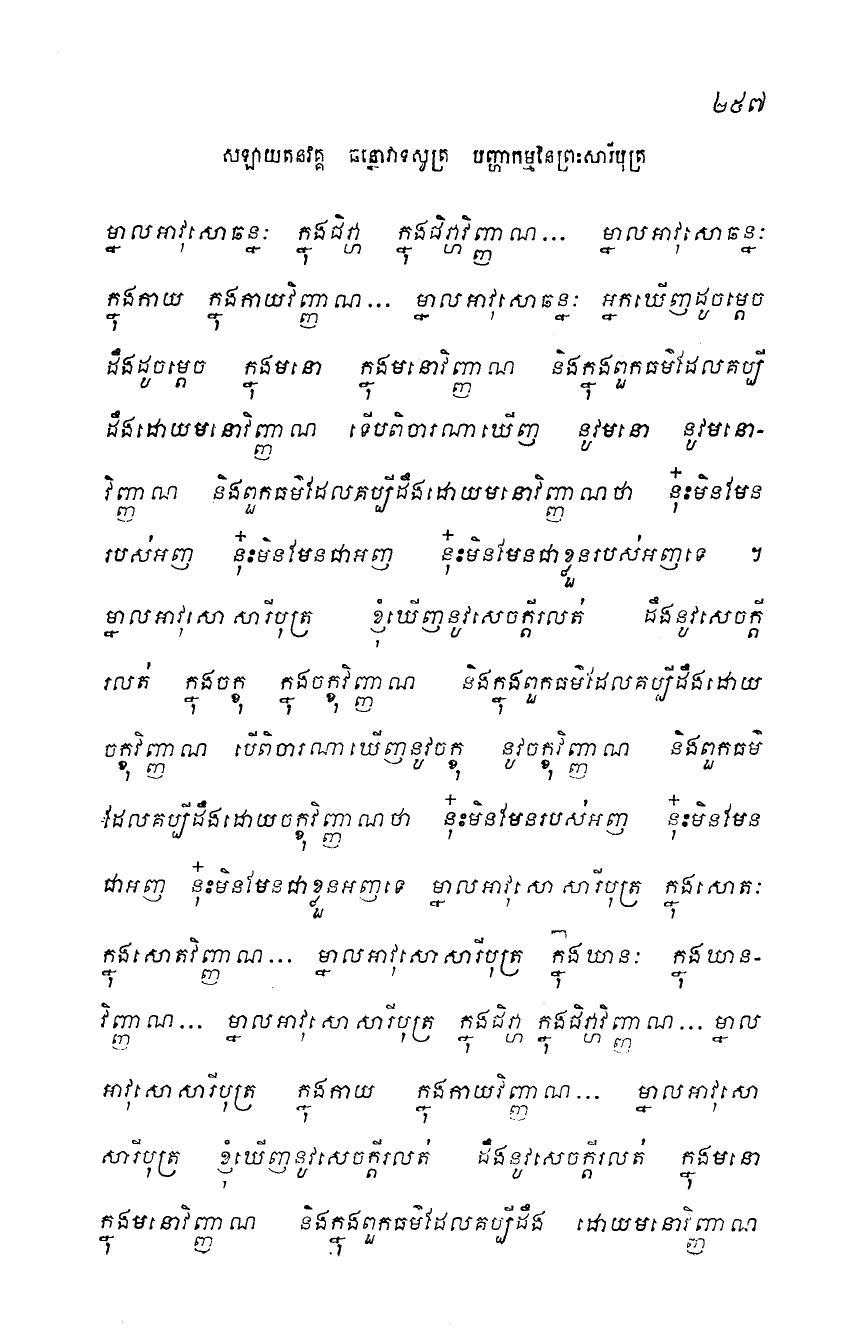 ២៩៧
សឡាយតនវគ្គ ឆន្នោវាទសូត្រ បញ្ហាកម្មនៃព្រះសារីបុត្រ
ម្នាលអាវុសោឆន្នៈ ក្នុងជិវ្ហា ក្នុងជិវ្ហាវិញ្ញាណ... ម្នាលអាវុសោឆន្នៈ
ក្នុងកាយ ក្នុងកាយវិញ្ញាណ... ម្នាលអាវុសោឆន្នៈ អ្នកឃើញដូចម្តេច
ដឹងដូចម្តេច ក្នុងមនោ ក្នុងមនោវិញ្ញាណ និងក្នុងពួកធម៌ដែលគប្បី
ដឹងដោយមនោវិញ្ញាណ ទើបពិចារណាឃើញ នូវមនោ នូវមនោ-
វិញ្ញាណ និងពួកធម៌ដែលគប្បីដឹងដោយមនោវិញ្ញាណថា នុ៎ះមិនមែន
របស់អញ នុ៎ះមិនមែនជាអញ នុ៎ះមិនមែនជាខ្លួនរបស់អញទេ ។
ម្នាលអាវុសោ សារីបុត្រ ខ្ញុំឃើញនូវសេចក្តីរលត់ ដឹងនូវសេចក្តី
រលត់ ក្នុងចក្ខុ ក្នុងចក្ខុវិញ្ញាណ និងក្នុងពួកធម៌ដែលគប្បីដឹងដោយ
ចក្ខុវិញ្ញាណ បើពិចារណាឃើញនូវចក្ខុ នូវចក្ខុវិញ្ញាណ និងពួកធម៌
ដែលគប្បីដឹងដោយចក្ខុវិញ្ញាណថា នុ៎ះមិនមែនរបស់អញ នុ៎ះមិនមែន
ជាអញ នុ៎ះមិនមែនជាខ្លួនអញទេ ម្នាលអាវុសោ សារីបុត្រ ក្នុងសោតៈ
ក្នុងសោតវិញ្ញាណ... ម្នាលអាវុសោសារីបុត្រ ក្នុងឃានៈ ក្នុងឃាន-
វិញ្ញាណ... ម្នាលអាវុសោ សារីបុត្រ ក្នុងជិវ្ហា ក្នុងជិវ្ហាវិញ្ញាណ... ម្នាល
អាវុសោសារីបុត្រ ក្នុងកាយ ក្នុងកាយវិញ្ញាណ... ម្នាលអាវុសោ
សារីបុត្រ ខ្ញុំឃើញនូវសេចក្តីរលត់ ដឹងនូវសេចក្តីរលត់ ក្នុងមនោ
ក្នុងមនោវិញ្ញាណ និងក្នុងពួកធម៌ដែលគប្បីដឹង ដោយមនោវិញ្ញាណ